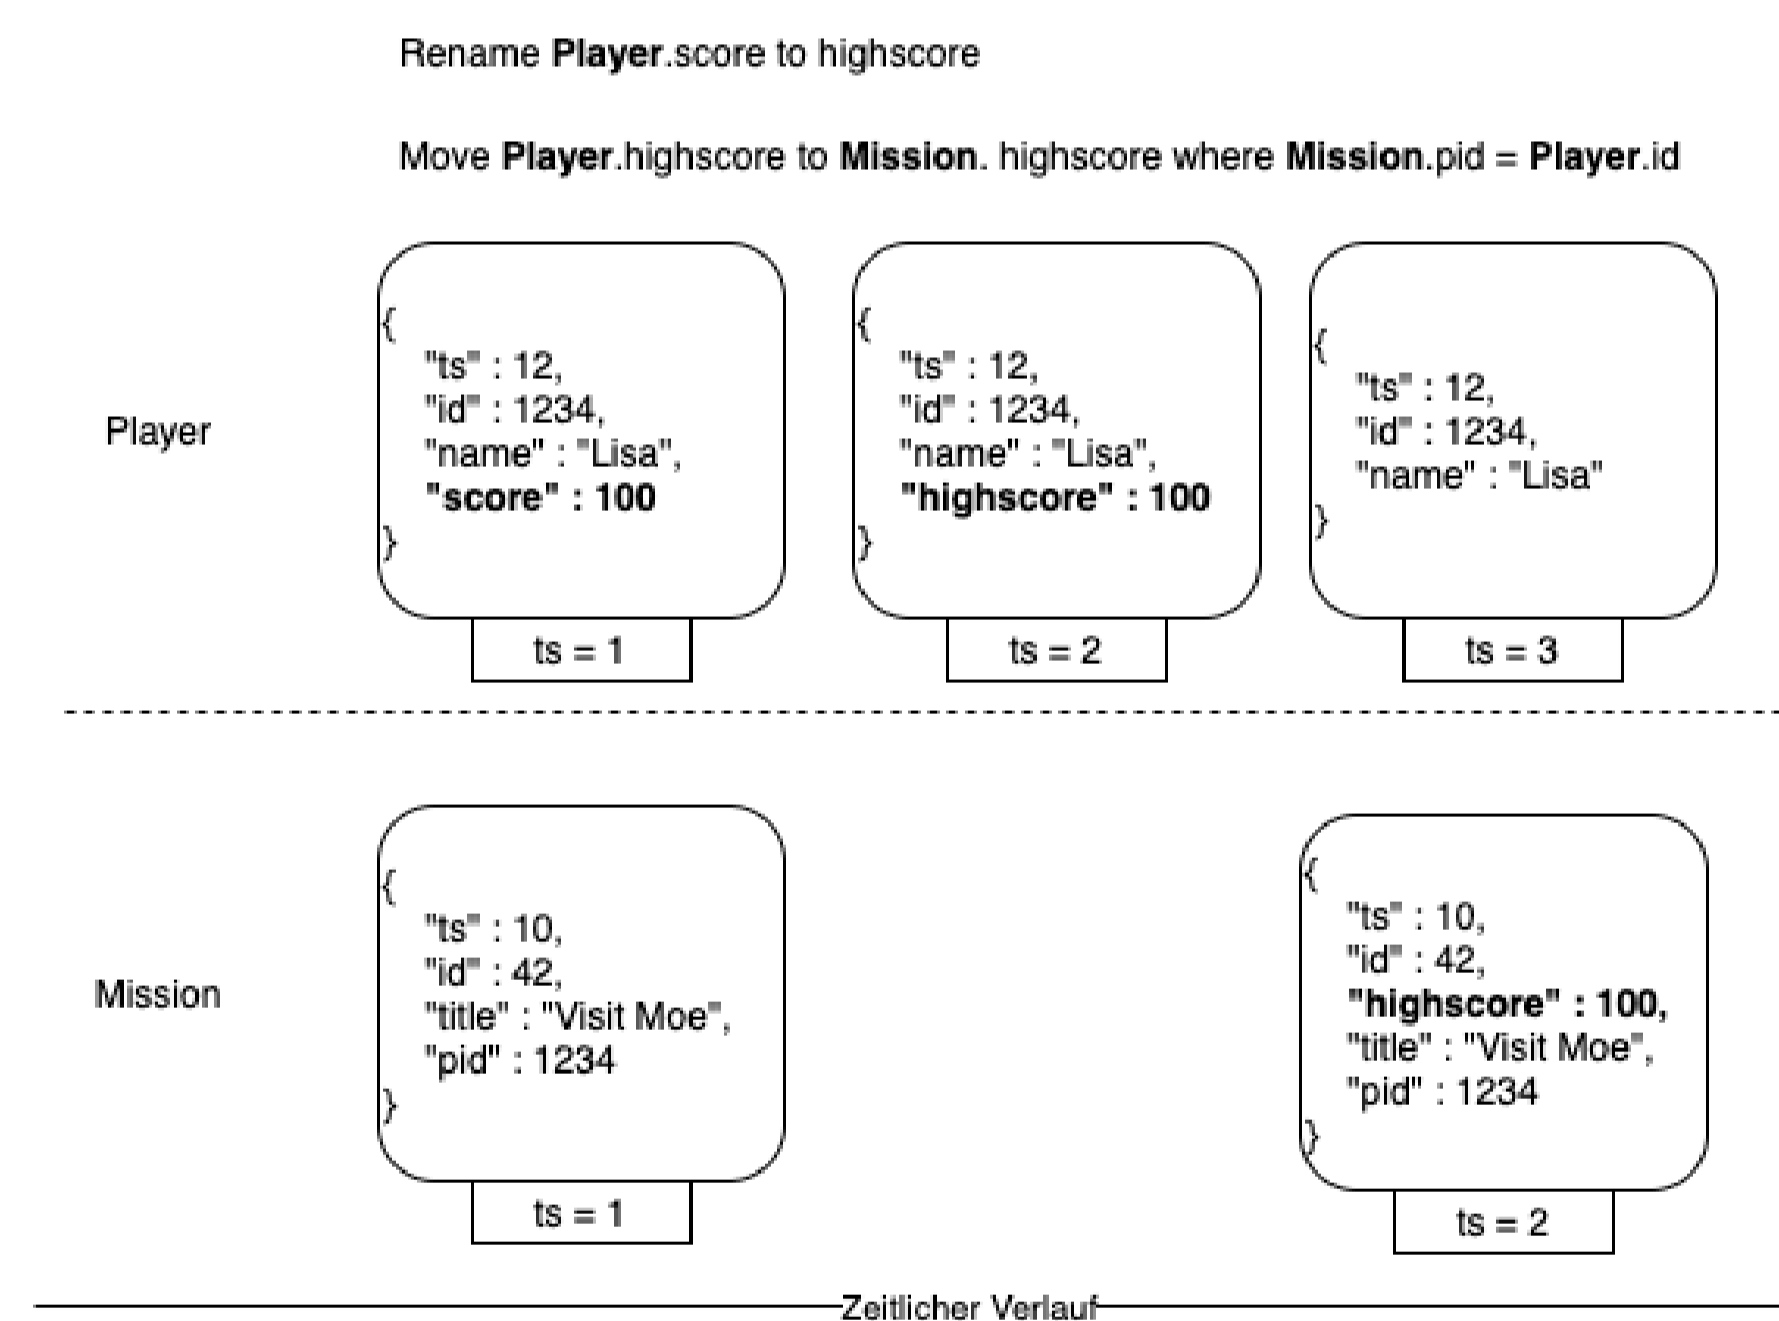 Rename Player.score to highscore
Move Player.highscore to Mission. highscore where Mission.pid = Player.id
Player
{
"ts" : 12,
"id" : 1234,
"name" : "Lisa",
"score" : 100
}
ts = 1
{
"ts" : 12,
"id" : 1234,
"name" : "Lisa",
"highscore" : 100
}
ts = 2
{
"ts" : 12,
"id" : 1234,
"name" : "Lisa"
}
ts = 3
Mission
{
"ts" : 10,
"id" : 42,
"title" : "Visit Moe",
"pid" : 1234
}
ts = 1
{
"ts" : 10,
"id" : 42,
"highscore" : 100,
"title" : "Visit Moe",
"pid" : 1234
}
ts = 2
Zeitlicher Verlauf